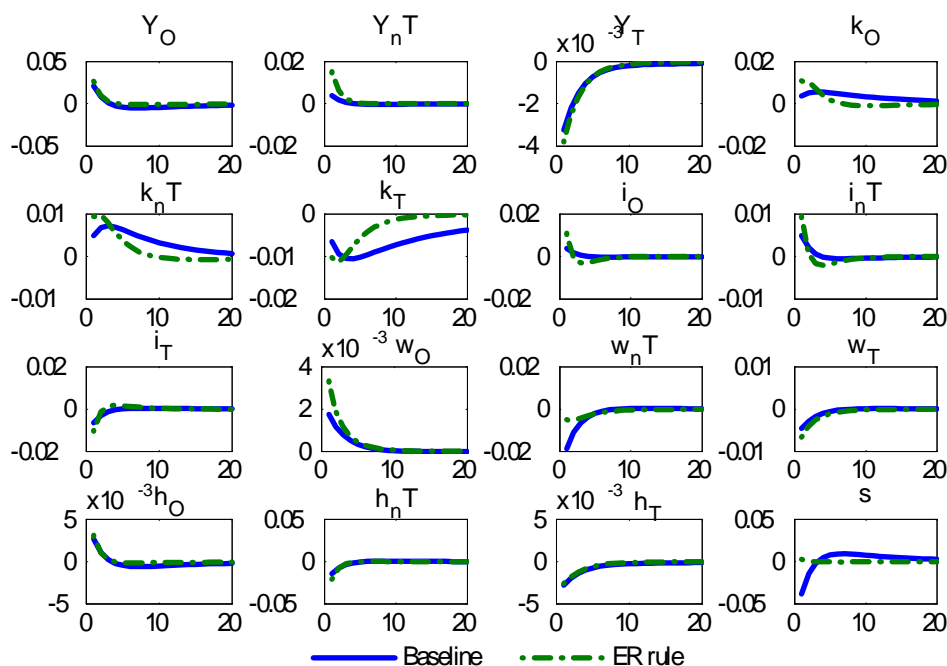 Y_O
0.05
0
-0.05
0 10 20
Y_nT
0.02
0
-0.02
0 10 20
x10 -3 Y_T
0
-2
-4
0 10 20
k_O
0.02
0
-0.02
0 10 20
k_nT
0.01
0
-0.01
0 10 20
k_T
0
-0.01
-0.02
0 10 20
i_O
0.02
0
-0.02
0 10 20
i_nT
0.01
0
-0.01
0 10 20
i_T
0.02
0
-0.02
0 10 20
x10 -3 w_O
4
2
0
0 10 20
w_nT
0.02
0
-0.02
0 10 20
w_T
0.01
0
-0.01
0 10 20
x10 -3 h_O
5
0
-5
0 10 20
h_nT
0.05
0
-0.05
0 10 20
x10 -3 h_T
5
0
-5
0 10 20
s
0.05
0
-0.05
0 10 20
Baseline ER rule